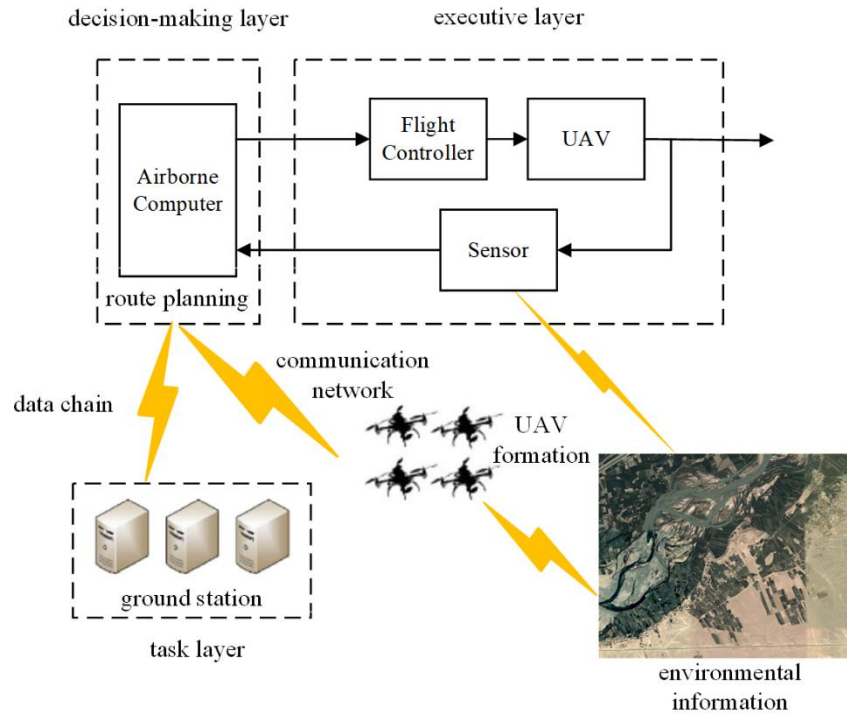 decision-making layer
executive layer
Airborne
Computer
Flight
Controller
UAV
Sensor
route planning
data chain
communication
network
UAV
formation
ground station
task layer
environmental
information